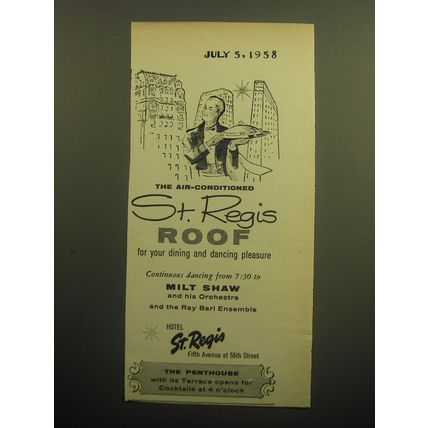 JULY 5, 1958
THE AIR-CONDITIONED
St. Regis
ROOF
for your dining and dancing pleasure
Continuous dancing from 7:30 to
MILT SHAW
and his Orchestra
and the Ray Bari Ensemble
HOTEL
St. Regis
Fifth Avenue at 55th Street
THE PENTHOUSE
with its Terrace opens for
Cocktails at 4 o'clock